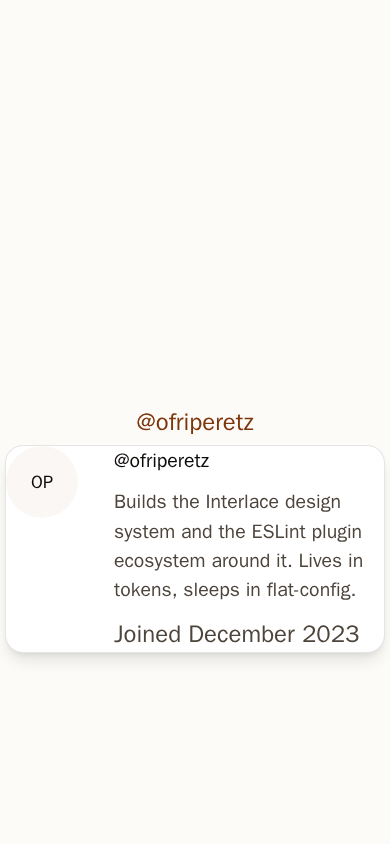 @ofriperetz
OP
@ofriperetz
Builds the Interlace design
system and the ESLint plugin
ecosystem around it. Lives in
tokens, sleeps in flat-config.
Joined December 2023